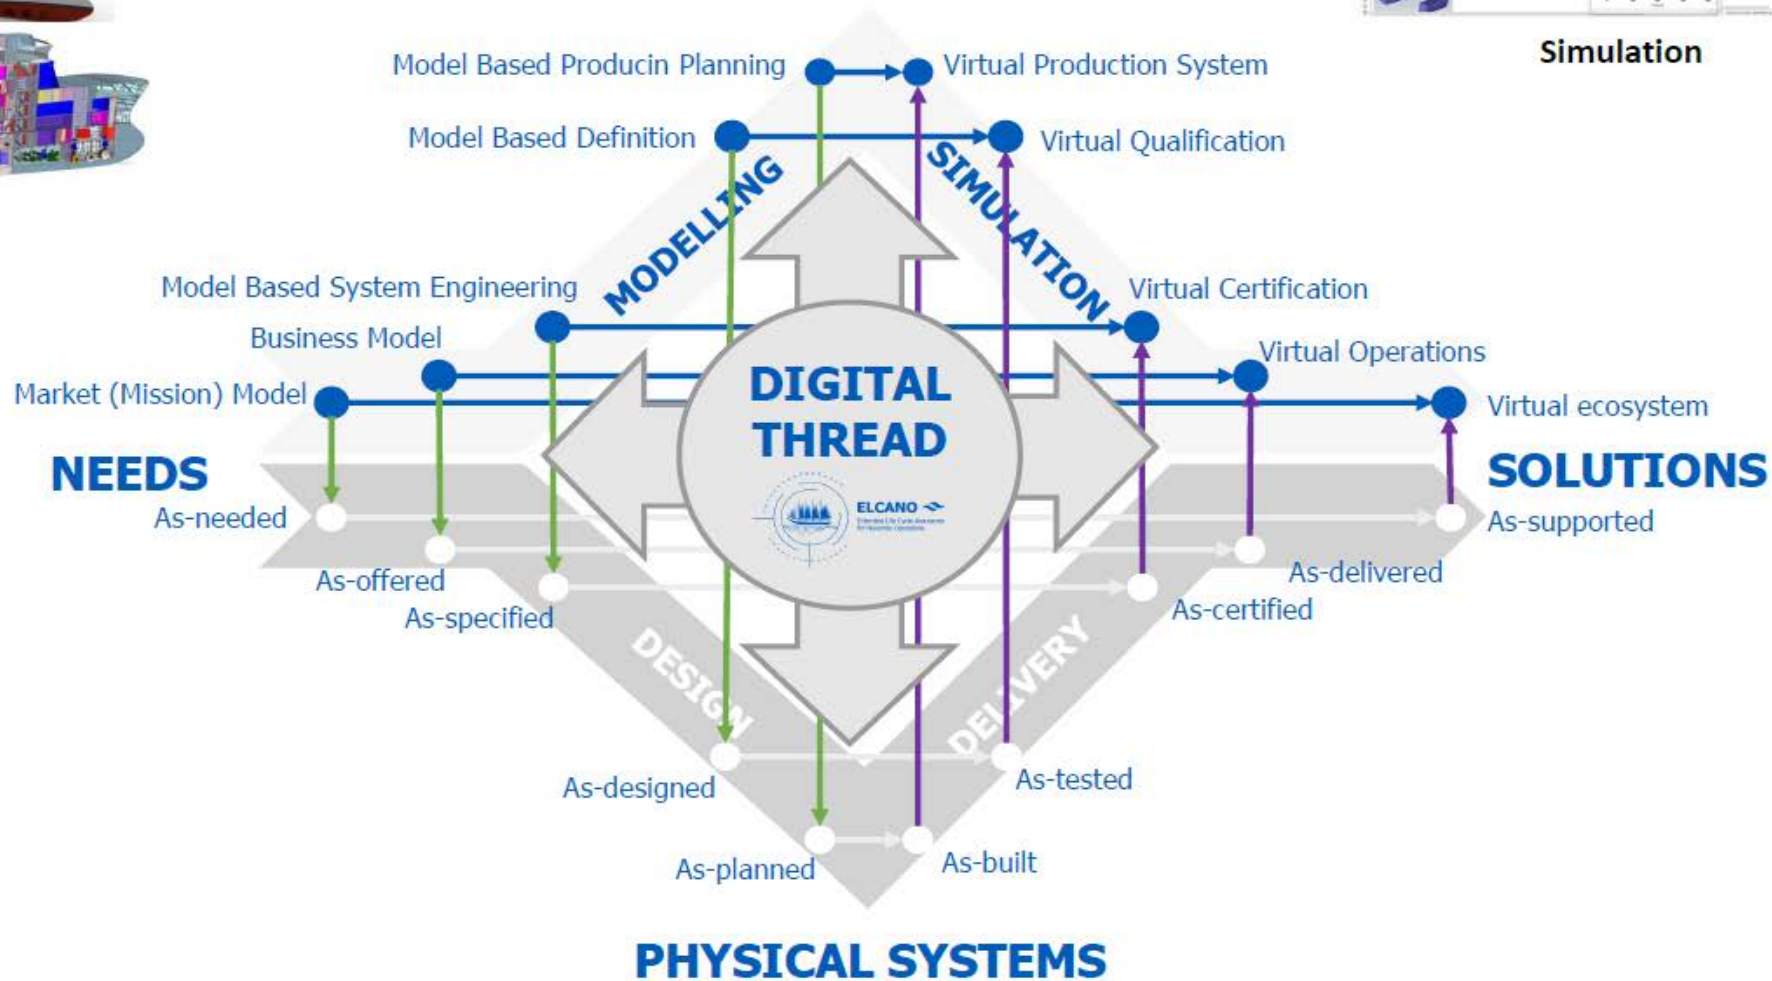 Simulation
Model Based Producin Planning
Virtual Production System
Model Based Definition
Virtual Qualification
MODELLING
SIMULATION
Model Based System Engineering
Virtual Certification
Business Model
Virtual Operations
Market (Mission) Model
Virtual ecosystem
DIGITAL
THREAD
NEEDS
SOLUTIONS
ELCANO
As-needed
As-supported
As-offered
As-delivered
As-specified
As-certified
DESIGN
DELIVERY
As-designed
As-tested
As-planned
As-built
PHYSICAL SYSTEMS